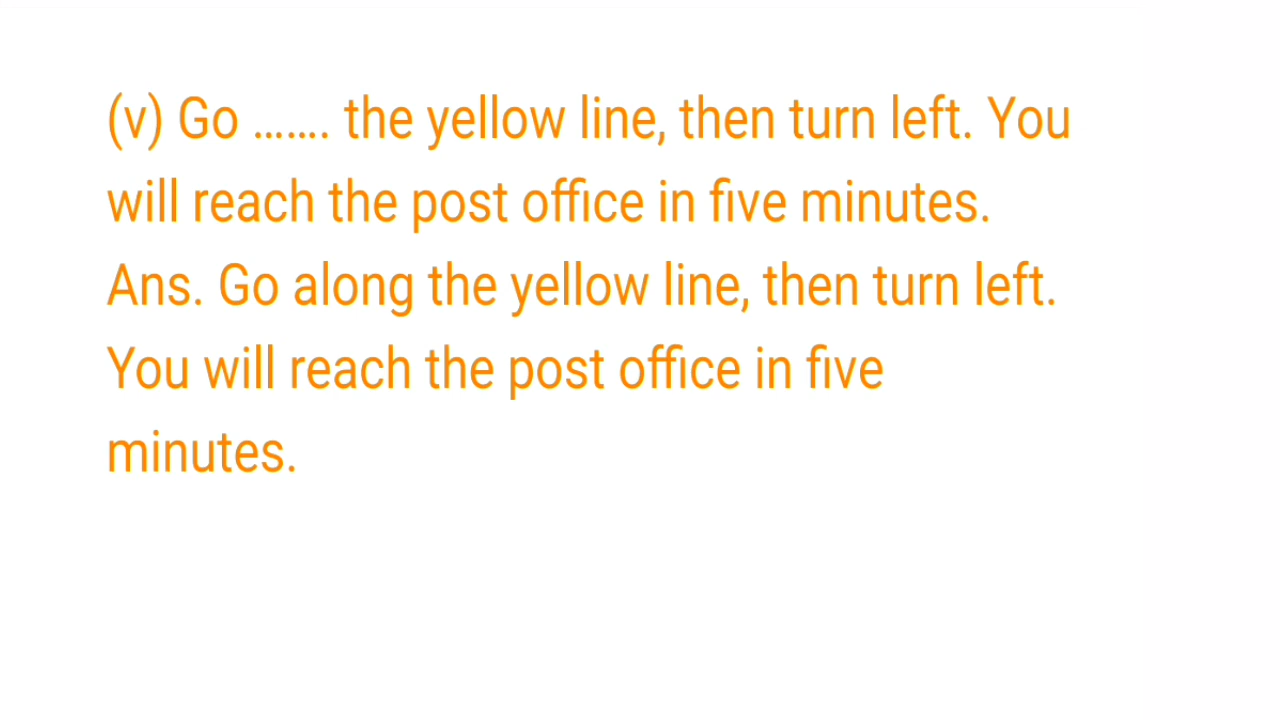 (v) Go ……. the yellow line, then turn left. You
will reach the post office in five minutes.
Ans. Go along the yellow line, then turn left.
You will reach the post office in five
minutes.